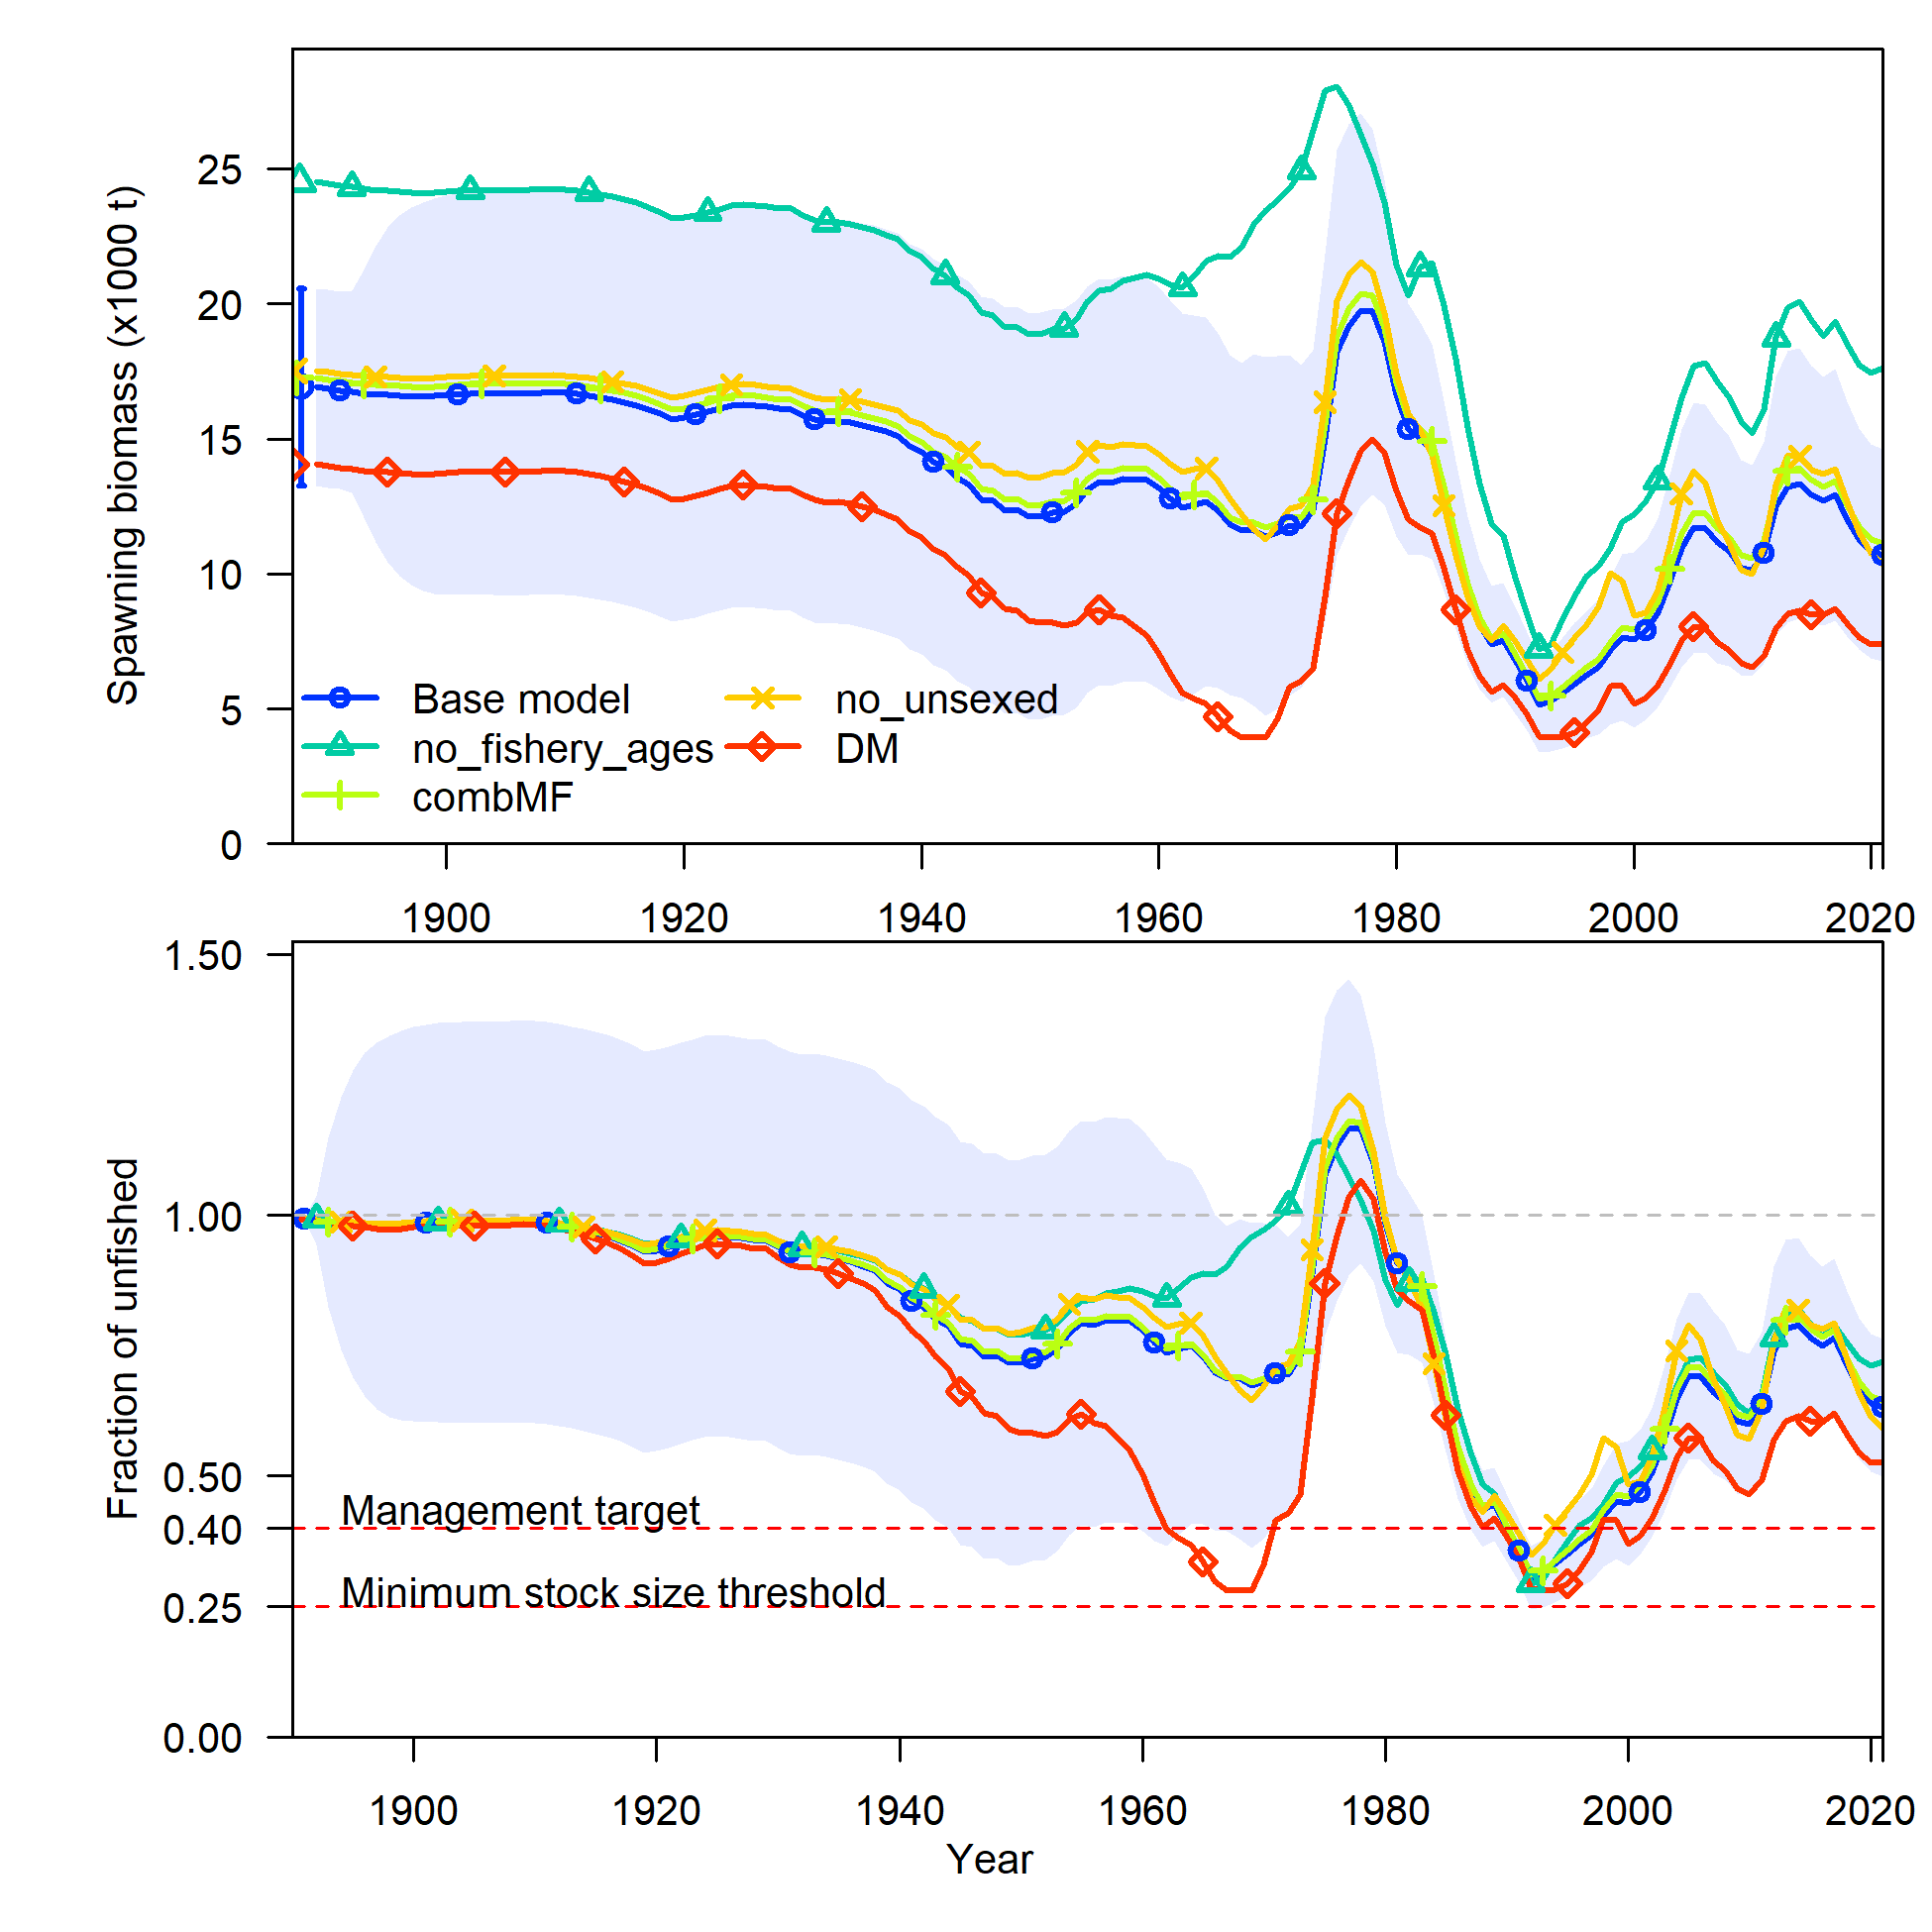 Spawning biomass (x1000 t)
25
20
15
10
5
0
Base model
no_fishery_ages
combMF
no_unsexed
DM
1900 1920 1940 1960 1980 2000 2020
Fraction of unfished
1.50
1.00
0.50
0.40
0.25
0.00
Management target
Minimum stock size threshold
1900 1920 1940 1960 1980 2000 2020
Year